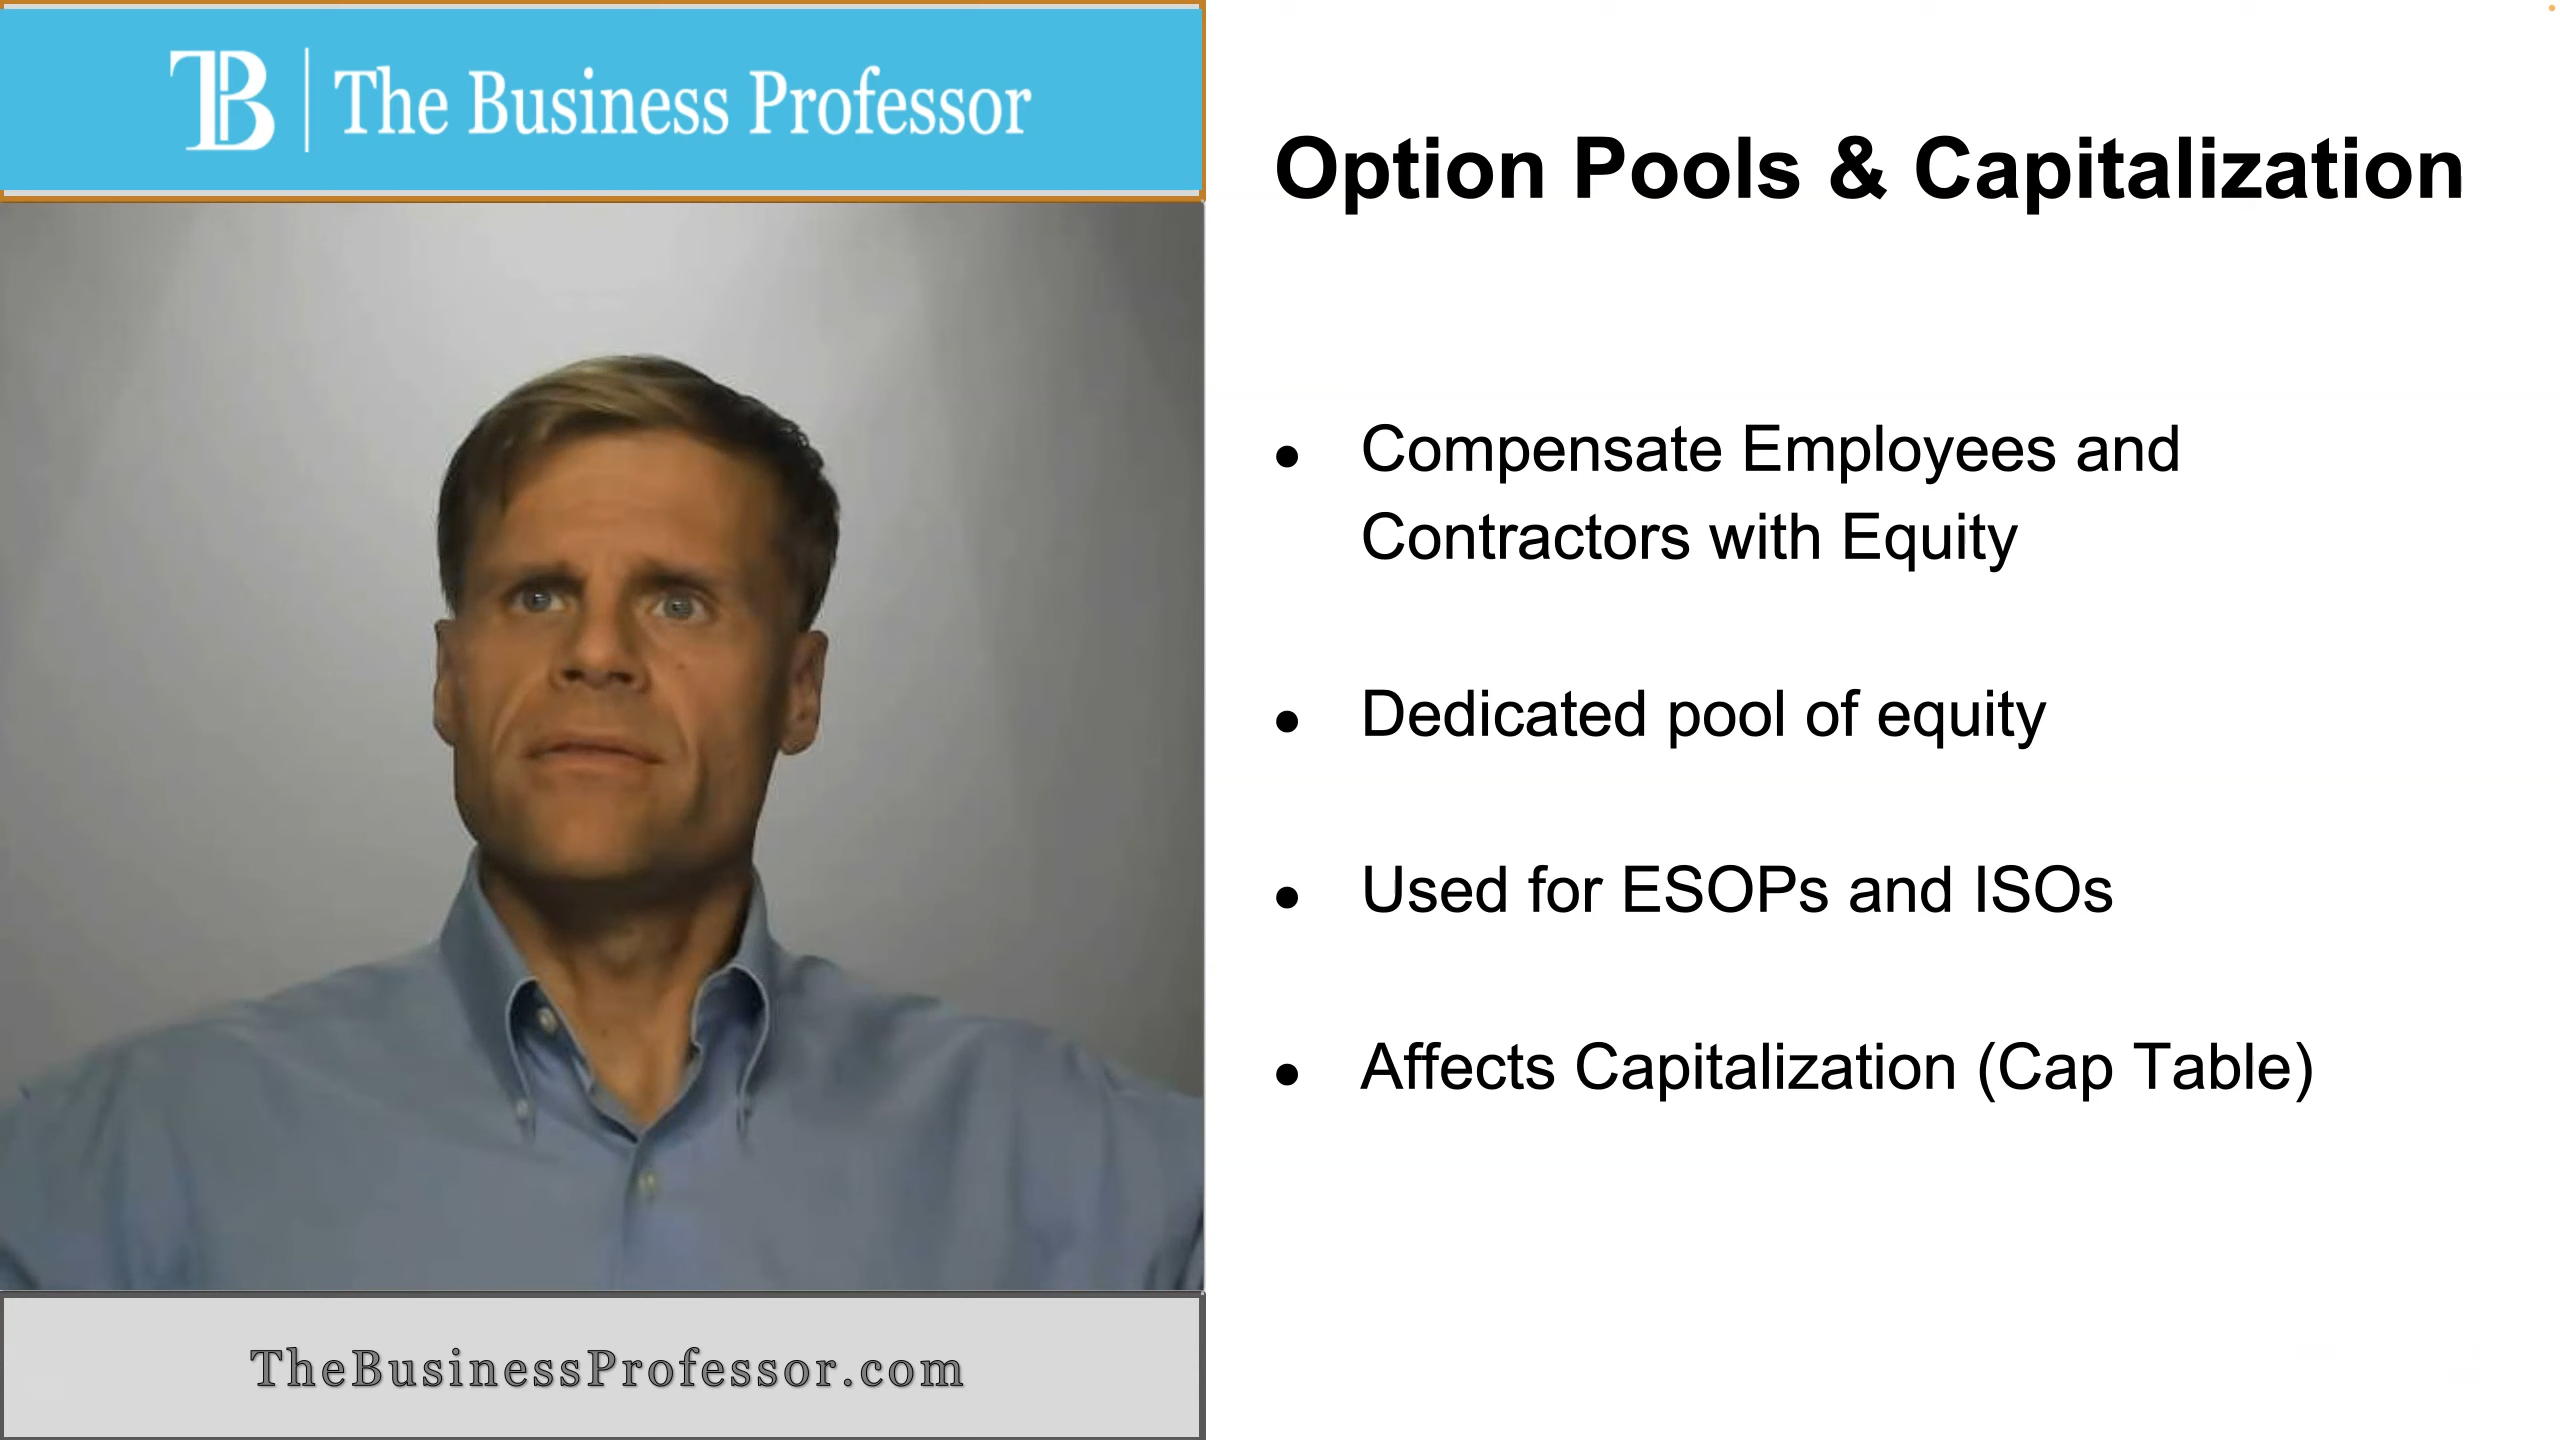 TB | The Business Professor
Option Pools & Capitalization
● Compensate Employees and
Contractors with Equity
● Dedicated pool of equity
● Used for ESOPs and ISOs
● Affects Capitalization (Cap Table)
TheBusinessProfessor.com